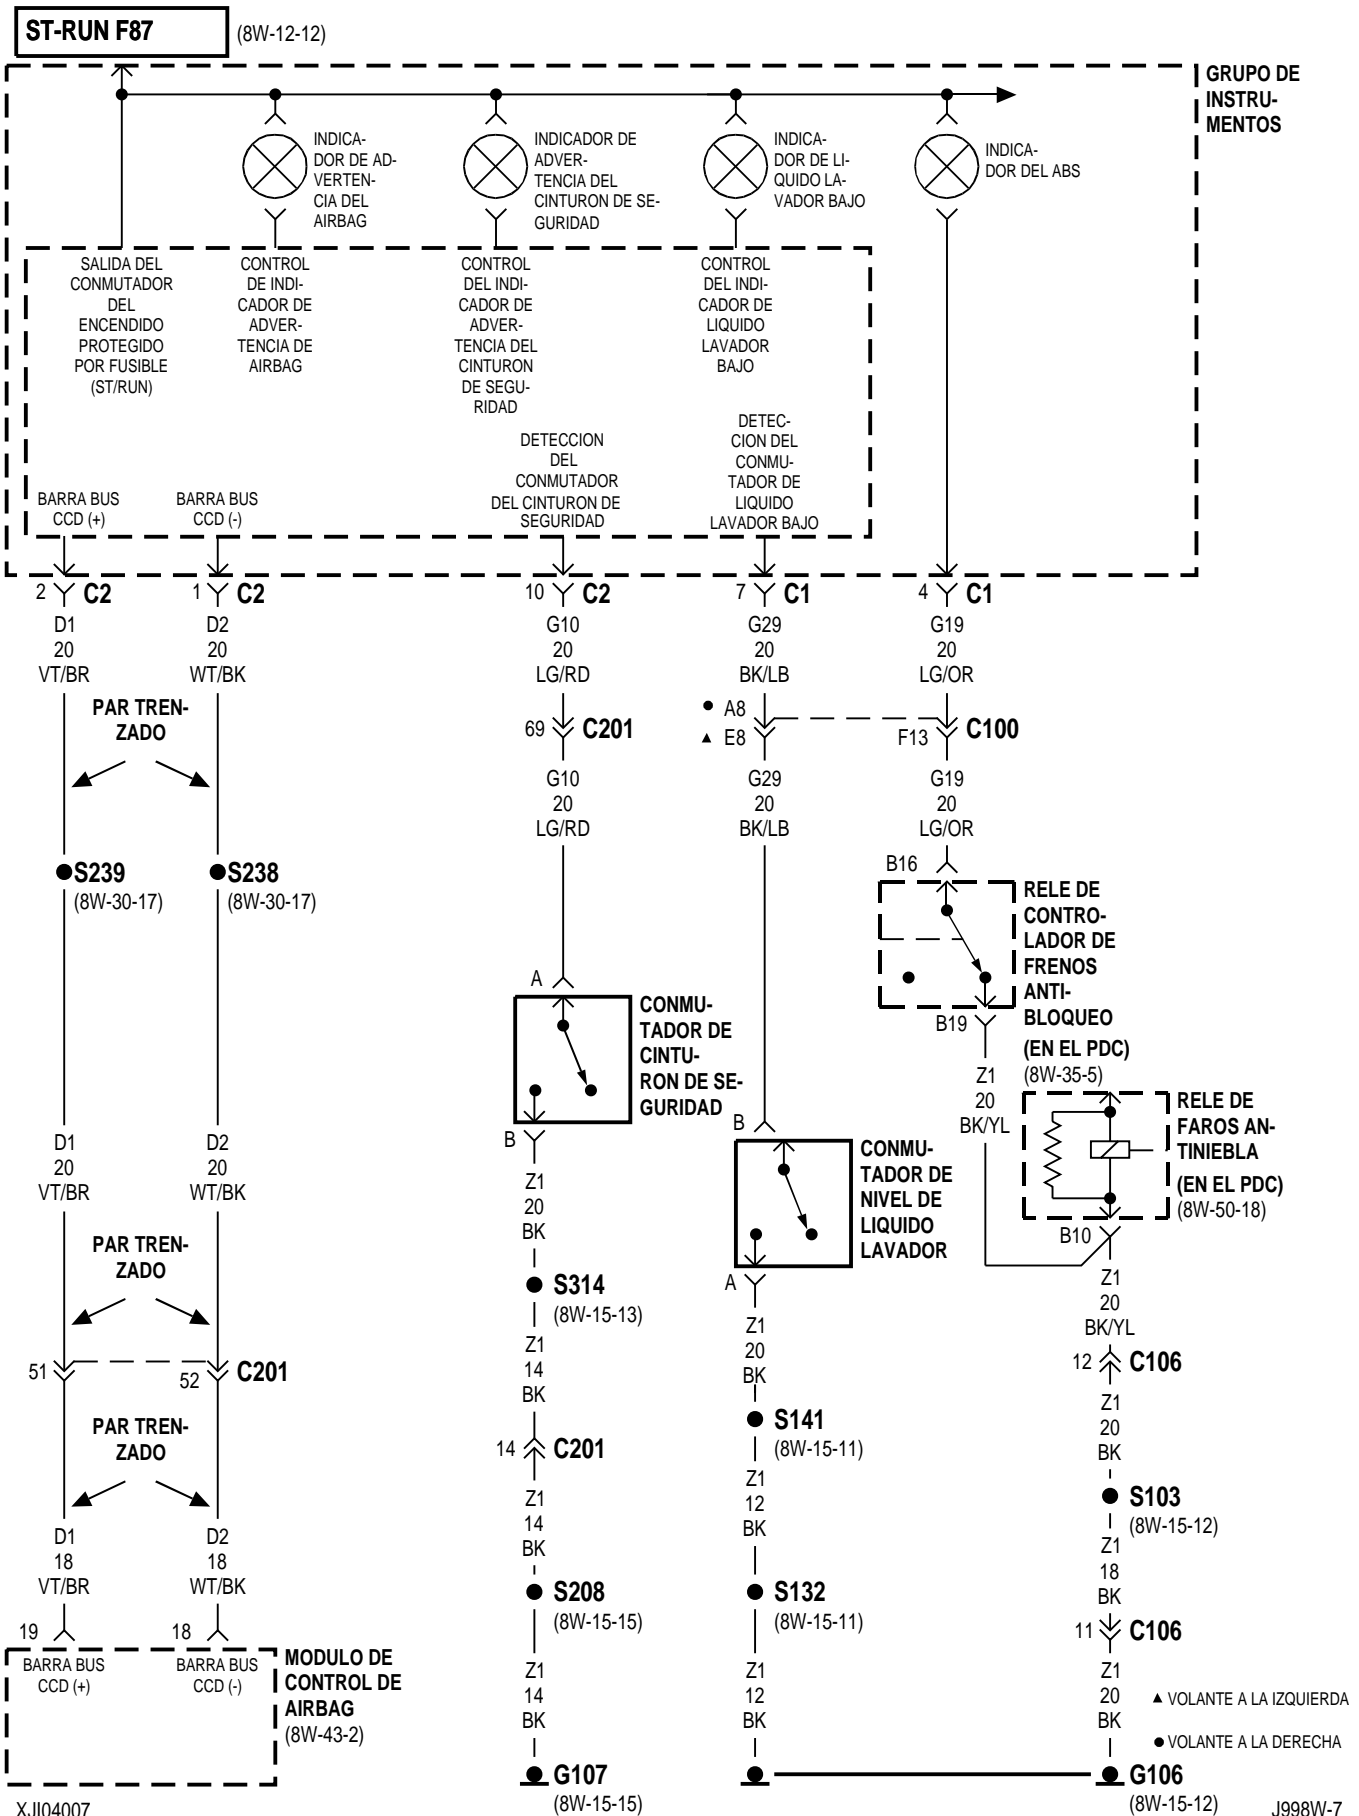 ST-RUN F87 (8W-12-12)
GRUPO DE
INSTRU-
MENTOS
INDICA-
DOR DE AD-
VERTEN-
CIA DEL
AIRBAG
INDICADOR DE
ADVER-
TENCIA DEL
CINTURON DE SE-
GURIDAD
INDICA-
DOR DE LI-
QUIDO LA-
VADOR BAJO
INDICA-
DOR DEL ABS
SALIDA DEL
CONMUTADOR
DEL
ENCENDIDO
PROTEGIDO
POR FUSIBLE
(ST/RUN)
CONTROL
DE INDI-
CADOR DE
ADVER-
TENCIA DE
AIRBAG
CONTROL
DEL INDI-
CADOR DE
ADVER-
TENCIA DEL
CINTURON
DE SEGU-
RIDAD
CONTROL
DEL INDI-
CADOR DE
LIQUIDO
LAVADOR
BAJO
BARRA BUS
CCD (+)
BARRA BUS
CCD (-)
DETECCION
DEL
CONMUTADOR
DEL CINTURON DE
SEGURIDAD
DETEC-
CION DEL
CONMU-
TADOR DE
LIQUIDO
LAVADOR BAJO
2 C2
1 C2
10 C2
7 C1
4 C1
D1
20
VT/BR
D2
20
WT/BK
G10
20
LG/RD
G29
20
BK/LB
G19
20
LG/OR
PAR TREN-
ZADO
69 C201
● A8
▲ E8
F13 C100
G10
20
LG/RD
G29
20
BK/LB
G19
20
LG/OR
S239
(8W-30-17)
S238
(8W-30-17)
B16
RELE DE
CONTRO-
LADOR DE
FRENOS
ANTI-
BLOQUEO
(EN EL PDC)
(8W-35-5)
B19
A
CONMU-
TADOR DE
CINTU-
RON DE SE-
GURIDAD
B
Z1
20
BK/YL
RELE DE
FAROS AN-
TINIEBLA
(EN EL PDC)
(8W-50-18)
B10
B
CONMU-
TADOR DE
NIVEL DE
LIQUIDO
LAVADOR
A
D1
20
VT/BR
D2
20
WT/BK
Z1
20
BK
S314
(8W-15-13)
Z1
14
BK
14 C201
Z1
14
BK
S208
(8W-15-15)
Z1
14
BK
G107
(8W-15-15)
Z1
20
BK
S141
(8W-15-11)
Z1
12
BK
S132
(8W-15-11)
Z1
12
BK
Z1
20
BK/YL
12 C106
Z1
20
BK
S103
(8W-15-12)
Z1
18
BK
11 C106
Z1
20
BK
G106
(8W-15-12)
PAR TREN-
ZADO
51
52 C201
PAR TREN-
ZADO
D1
18
VT/BR
D2
18
WT/BK
19
18
BARRA BUS
CCD (+)
BARRA BUS
CCD (-)
MODULO DE
CONTROL DE
AIRBAG
(8W-43-2)
▲ VOLANTE A LA IZQUIERDA
● VOLANTE A LA DERECHA
XJI04007
J998W-7